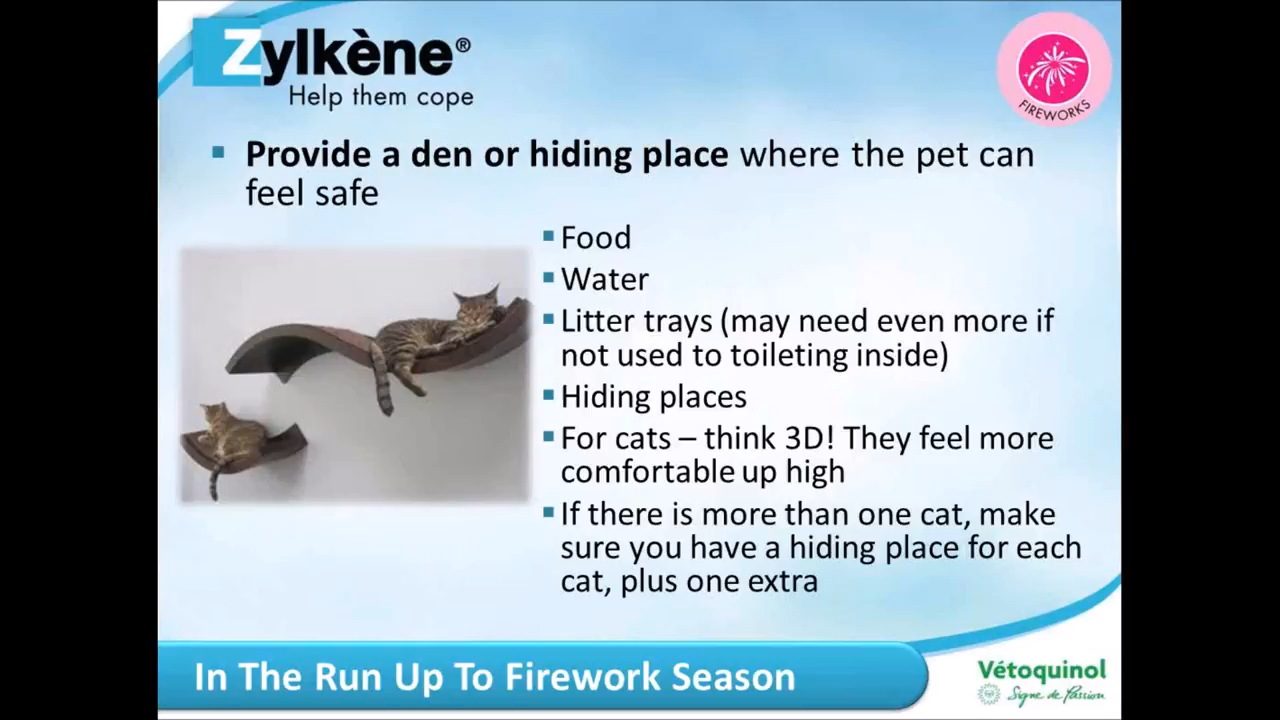 Zylkène®
Help them cope
FIREWORKS
Provide a den or hiding place where the pet can
feel safe
Food
Water
Litter trays (may need even more if
not used to toileting inside)
Hiding places
For cats – think 3D! They feel more
comfortable up high
If there is more than one cat, make
sure you have a hiding place for each
cat, plus one extra
In The Run Up To Firework Season
Vétoquinol
Signe de Passion